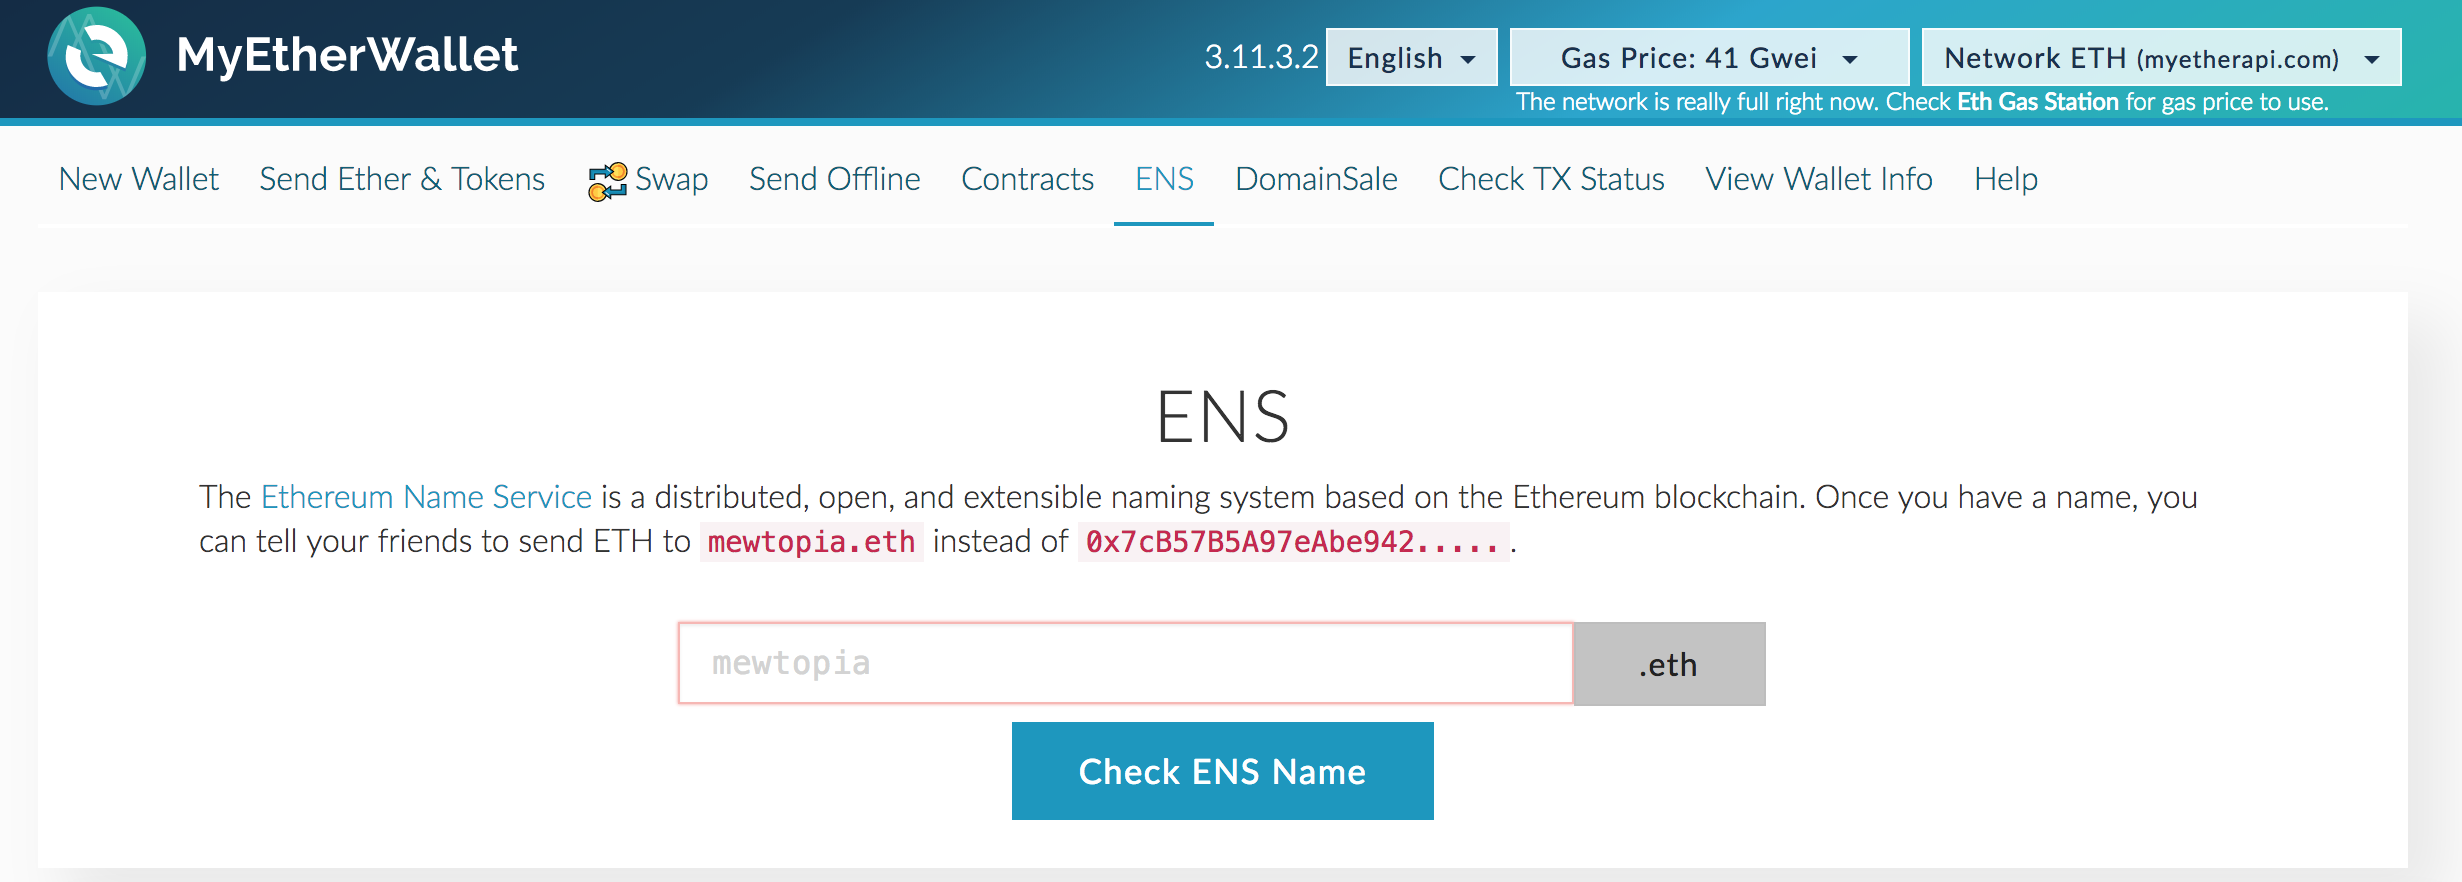 MyEtherWallet
3.11.3.2 English Gas Price: 41 Gwei Network ETH (myetherapi.com)
The network is really full right now. Check Eth Gas Station for gas price to use.
New Wallet Send Ether & Tokens Swap Send Offline Contracts ENS DomainSale Check TX Status View Wallet Info Help
ENS
The Ethereum Name Service is a distributed, open, and extensible naming system based on the Ethereum blockchain. Once you have a name, you
can tell your friends to send ETH to mewtopia.eth instead of 0x7cB57B5A97eAbe942..... .
mewtopia .eth
Check ENS Name